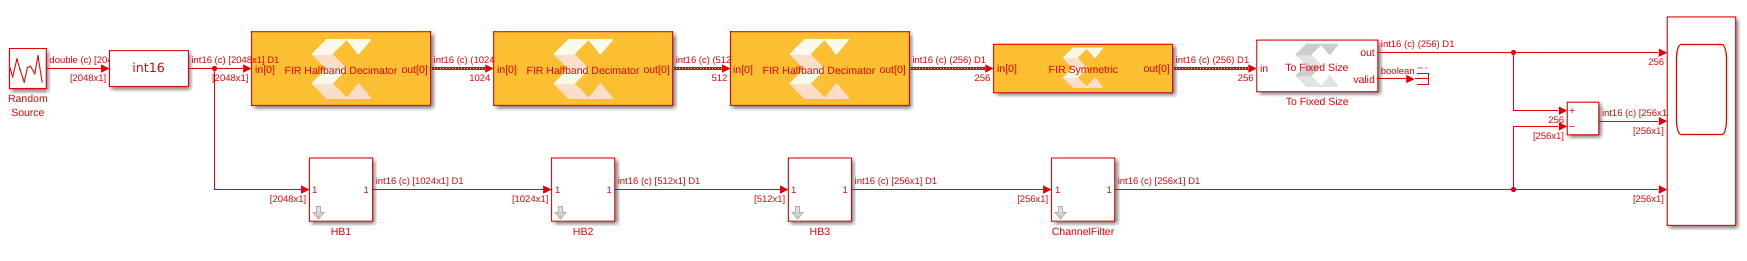 double (c) [204
[2048x1]
Random
Source
int16
int16 (c) [2048x1] D1
[2048x1]
in[0] FIR Halfband Decimator out[0]
int16 (c) (1024
1024
in[0] FIR Halfband Decimator out[0]
int16 (c) (512
512
in[0] FIR Halfband Decimator out[0]
int16 (c) (256) D1
256
in[0] FIR Symmetric out[0]
int16 (c) (256) D1
256
in To Fixed Size out
valid
To Fixed Size
int16 (c) (256) D1
boolean
256
+
256
−
[256x1]
int16 (c) [256x1
[256x1]
[2048x1]
1 1
HB1
int16 (c) [1024x1] D1
[1024x1]
1 1
HB2
int16 (c) [512x1] D1
[512x1]
1 1
HB3
int16 (c) [256x1] D1
[256x1]
1 1
ChannelFilter
int16 (c) [256x1] D1
[256x1]